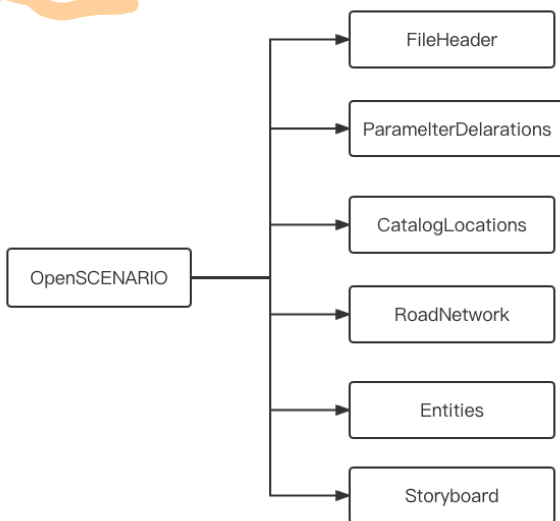 FileHeader
ParamelterDelarations
CatalogLocations
OpenSCENARIO
RoadNetwork
Entities
Storyboard